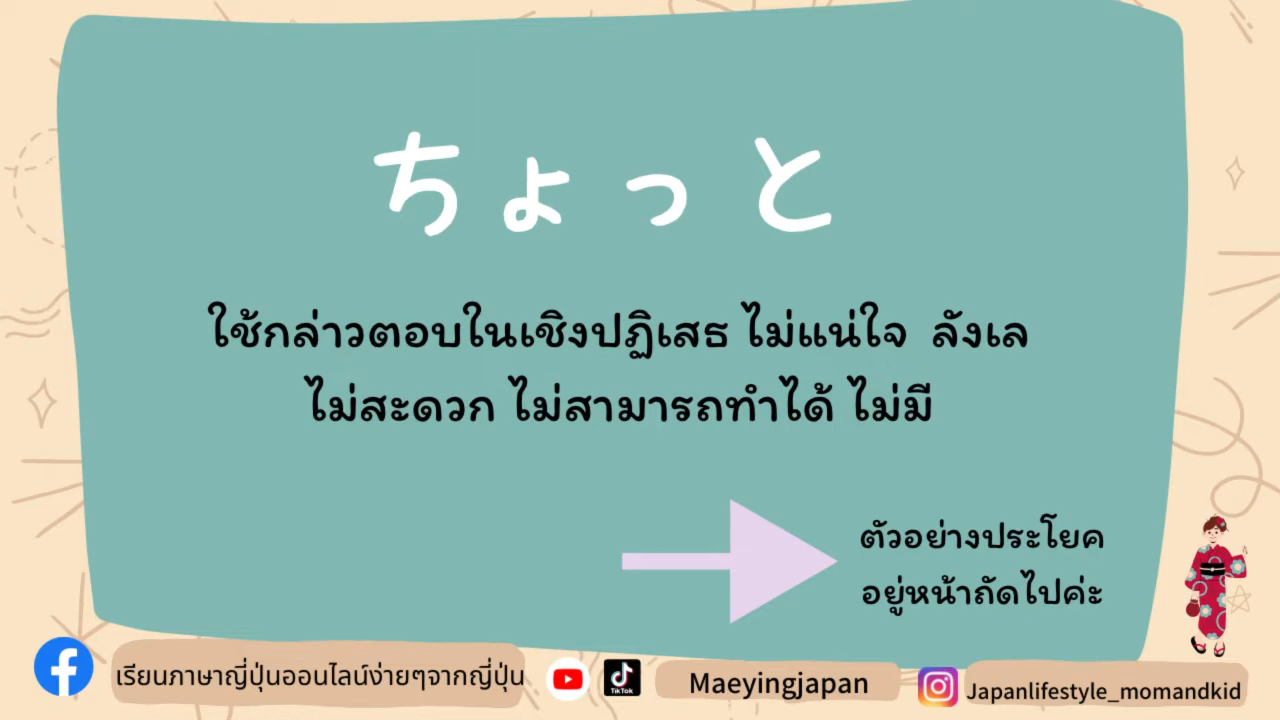 ちょっと
ใช้กล่าวตอบในเชิงปฏิเสธ ไม่แน่ใจ ลังเล
ไม่สะดวก ไม่สามารถทำได้ ไม่มี
ตัวอย่างประโยค
อยู่หน้าถัดไปค่ะ
เรียนภาษาญี่ปุ่นออนไลน์ง่ายๆจากญี่ปุ่น
TikTok
Maeyingjapan
Japanlifestyle_momandkid